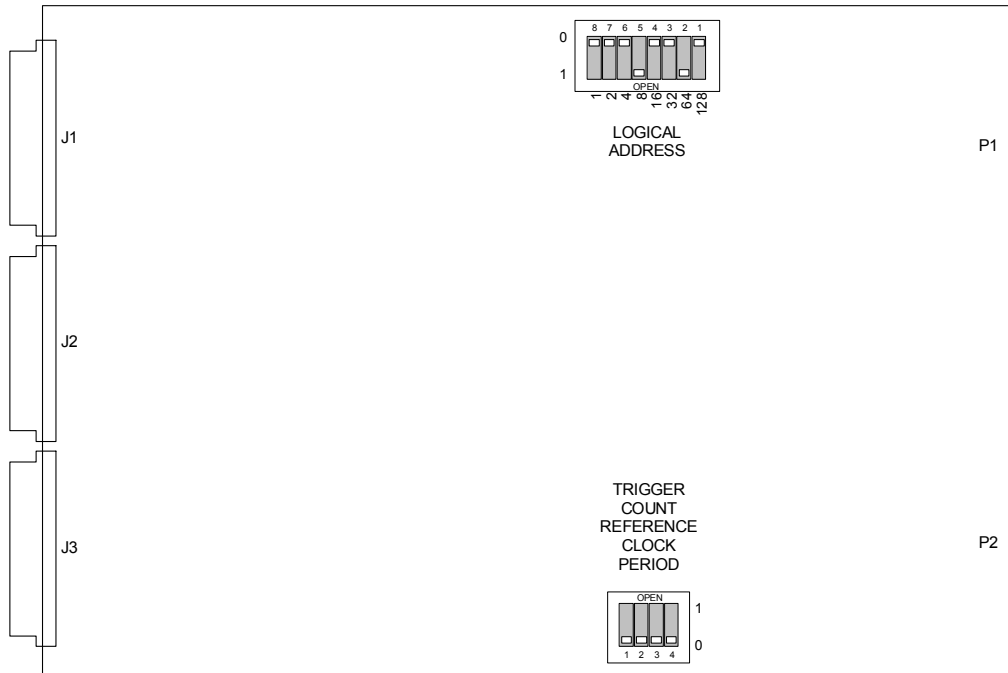 8 7 6 5 4 3 2 1
0
1
OPEN
1 2 4 8 16 32 64 128
LOGICAL
ADDRESS
J1
P1
J2
TRIGGER
COUNT
REFERENCE
CLOCK
PERIOD
J3
P2
OPEN
1
0
1 2 3 4